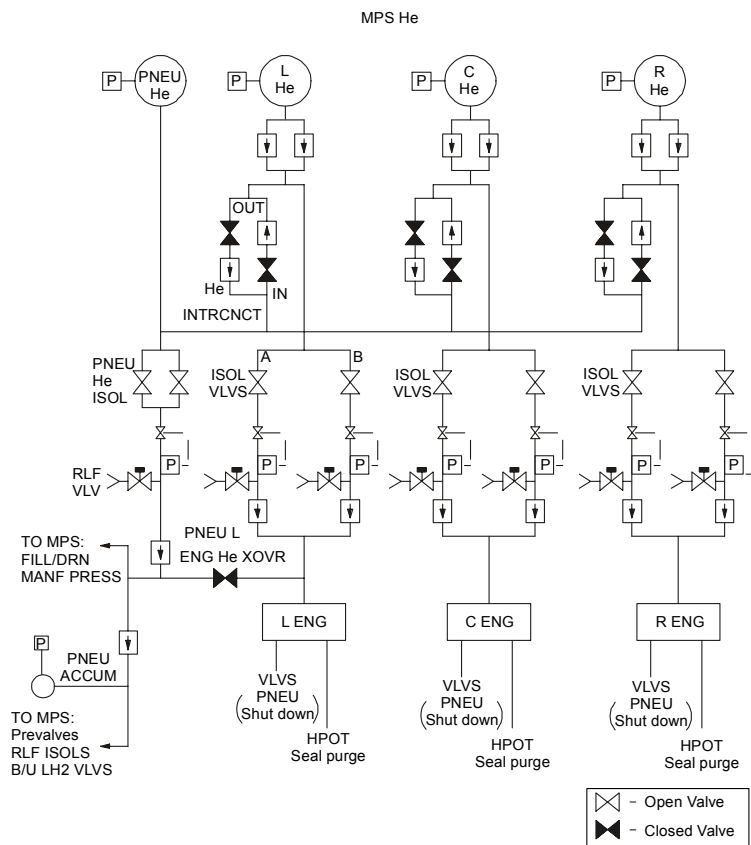 MPS He
P
PNEU
He
P
L
He
P
C
He
P
R
He
OUT
He
IN
INTRCNCT
PNEU
He
ISOL
A
B
ISOL
VLVS
ISOL
VLVS
ISOL
VLVS
RLF
VLV
P
P
P
P
P
P
P
PNEU L
ENG He XOVR
TO MPS:
FILL/DRN
MANF PRESS
L ENG
C ENG
R ENG
P
PNEU
ACCUM
VLVS
PNEU
(Shut down)
VLVS
PNEU
(Shut down)
VLVS
PNEU
(Shut down)
TO MPS:
Prevalves
RLF ISOLS
B/U LH2 VLVS
HPOT
Seal purge
HPOT
Seal purge
HPOT
Seal purge
– Open Valve
– Closed Valve